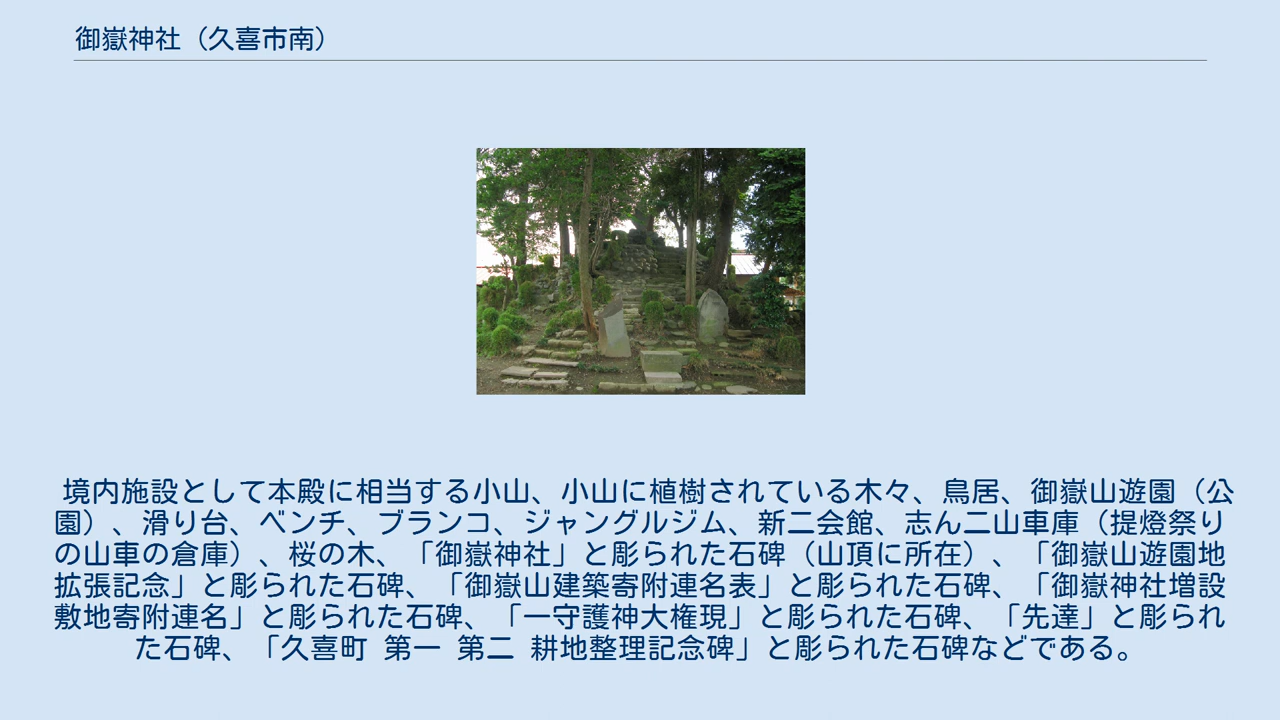 御嶽神社（久喜市南）
境内施設として本殿に相当する小山、小山に植樹されている木々、鳥居、御嶽山遊園（公
園）、滑り台、ベンチ、ブランコ、ジャングルジム、新二会館、志ん二山車庫（提燈祭り
の山車の倉庫）、桜の木、「御嶽神社」と彫られた石碑（山頂に所在）、「御嶽山遊園地
拡張記念」と彫られた石碑、「御嶽山建築寄附連名表」と彫られた石碑、「御嶽神社増設
敷地寄附連名」と彫られた石碑、「一守護神大権現」と彫られた石碑、「先達」と彫られ
た石碑、「久喜町 第一 第二 耕地整理記念碑」と彫られた石碑などである。